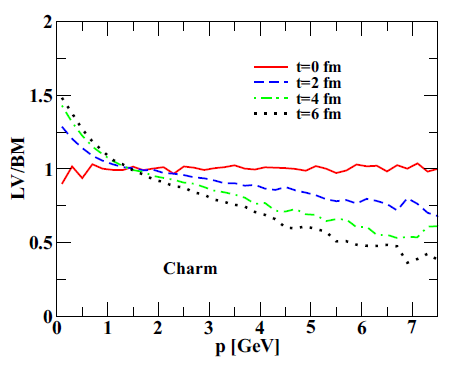 2
1.5
1
0.5
0
LV/BM
t=0 fm
t=2 fm
t=4 fm
t=6 fm
Charm
0 1 2 3 4 5 6 7
p [GeV]